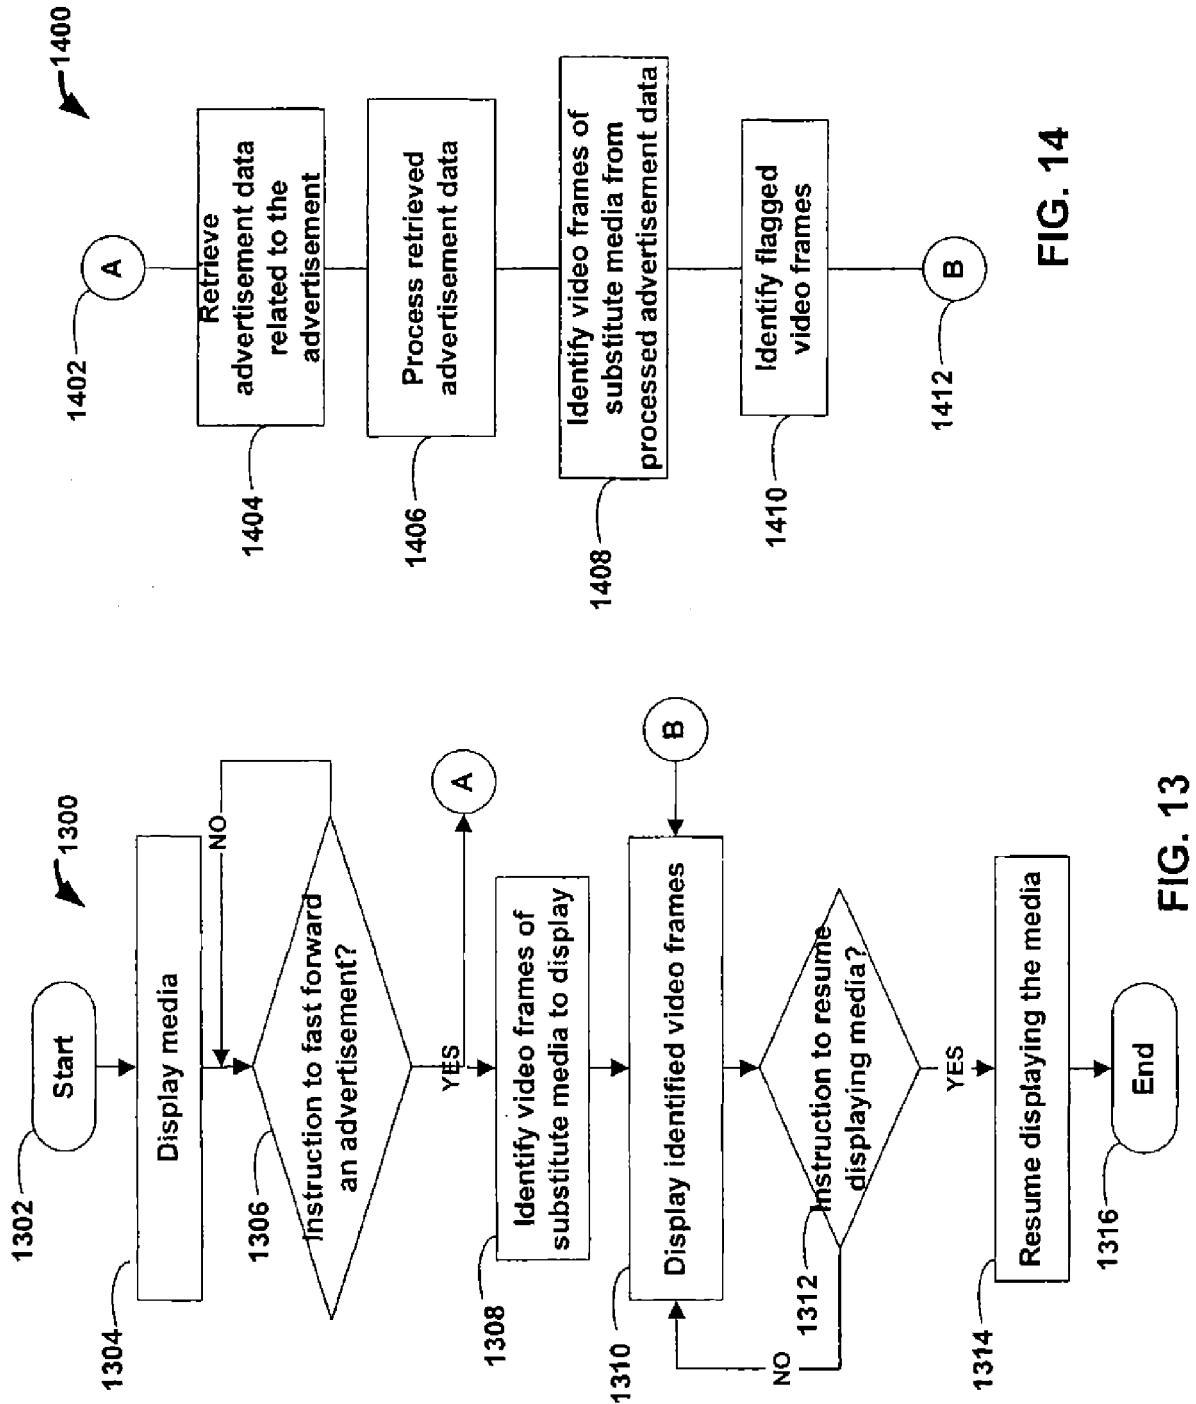 1300
Start
1302
Display media
1304
NO
Instruction to fast forward
an advertisement?
1306
YES
A
Identify video frames of
substitute media to display
1308
B
Display identified video frames
1310
Instruction to resume
displaying media?
1312
NO
YES
Resume displaying the media
1314
End
1316
FIG. 13
1400
A
1402
Retrieve
advertisement data
related to the
advertisement
1404
Process retrieved
advertisement data
1406
Identify video frames of
substitute media from
processed advertisement data
1408
Identify flagged
video frames
1410
B
1412
FIG. 14